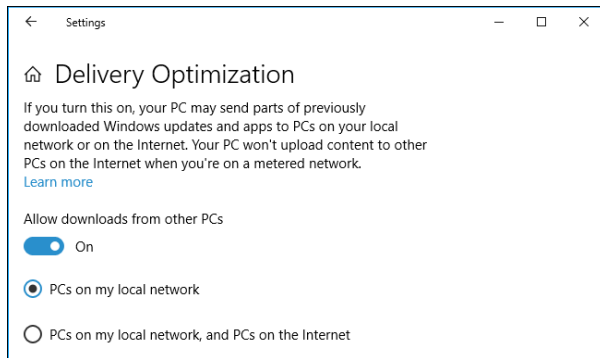 Settings
Delivery Optimization
If you turn this on, your PC may send parts of previously
downloaded Windows updates and apps to PCs on your local
network or on the Internet. Your PC won't upload content to other
PCs on the Internet when you're on a metered network.
Learn more
Allow downloads from other PCs
On
PCs on my local network
PCs on my local network, and PCs on the Internet